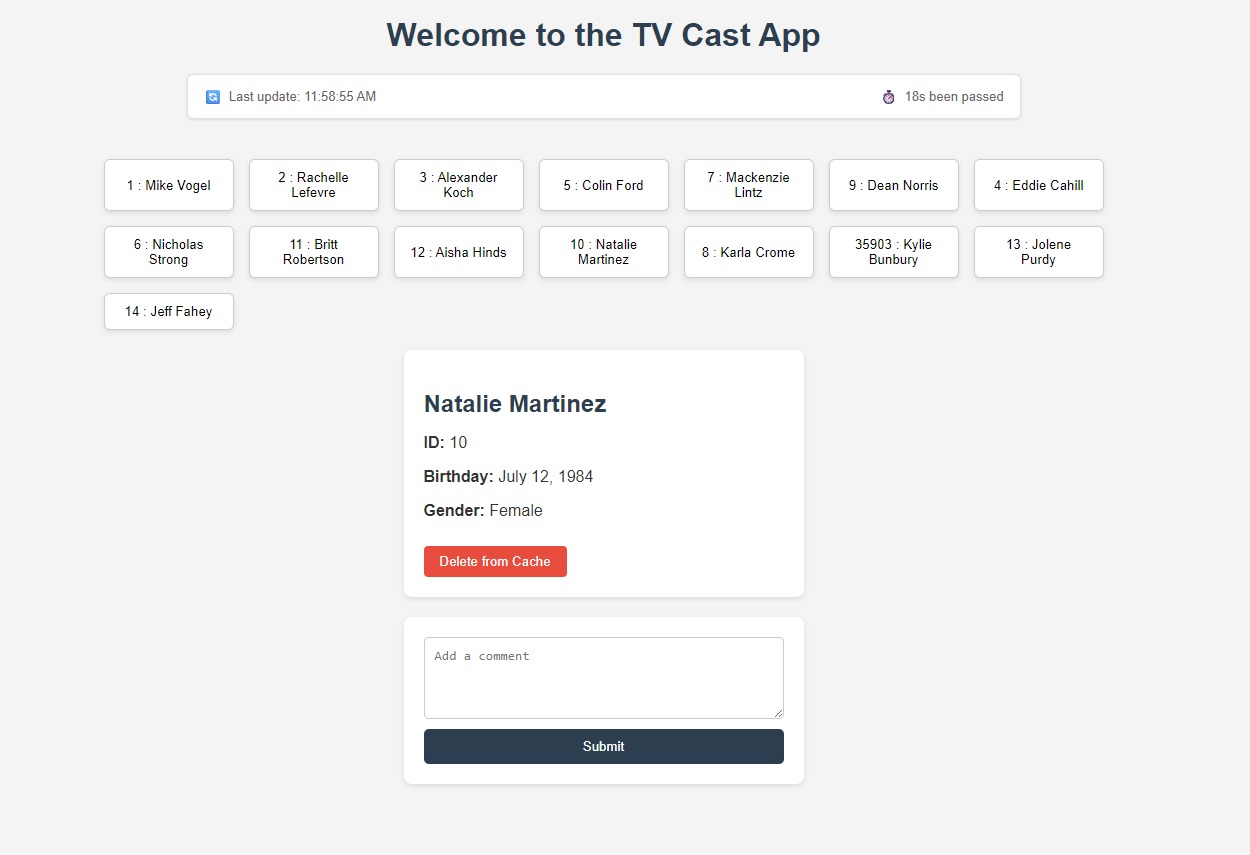 Welcome to the TV Cast App
Last update: 11:58:55 AM
18s been passed
1 : Mike Vogel
2 : Rachelle
Lefevre
3 : Alexander
Koch
5 : Colin Ford
7 : Mackenzie
Lintz
9 : Dean Norris
4 : Eddie Cahill
6 : Nicholas
Strong
11 : Britt
Robertson
12 : Aisha Hinds
10 : Natalie
Martinez
8 : Karla Crome
35903 : Kylie
Bunbury
13 : Jolene
Purdy
14 : Jeff Fahey
Natalie Martinez
ID: 10
Birthday: July 12, 1984
Gender: Female
Delete from Cache
Add a comment
Submit